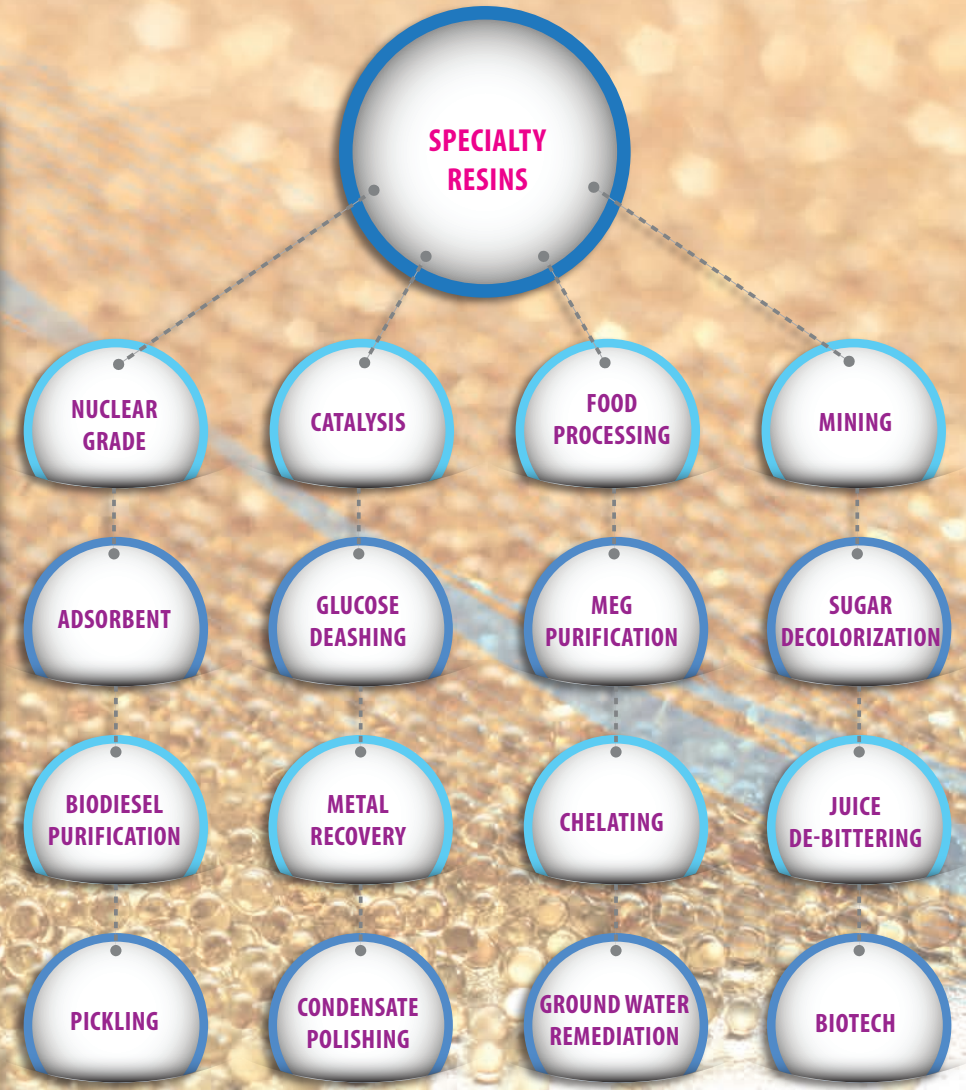 SPECIALTY
RESINS
NUCLEAR
GRADE
CATALYSIS
FOOD
PROCESSING
MINING
ADSORBENT
GLUCOSE
DEASHING
MEG
PURIFICATION
SUGAR
DECOLORIZATION
BIODIESEL
PURIFICATION
METAL
RECOVERY
CHELATING
JUICE
DE-BITTERING
PICKLING
CONDENSATE
POLISHING
GROUND WATER
REMEDIATION
BIOTECH